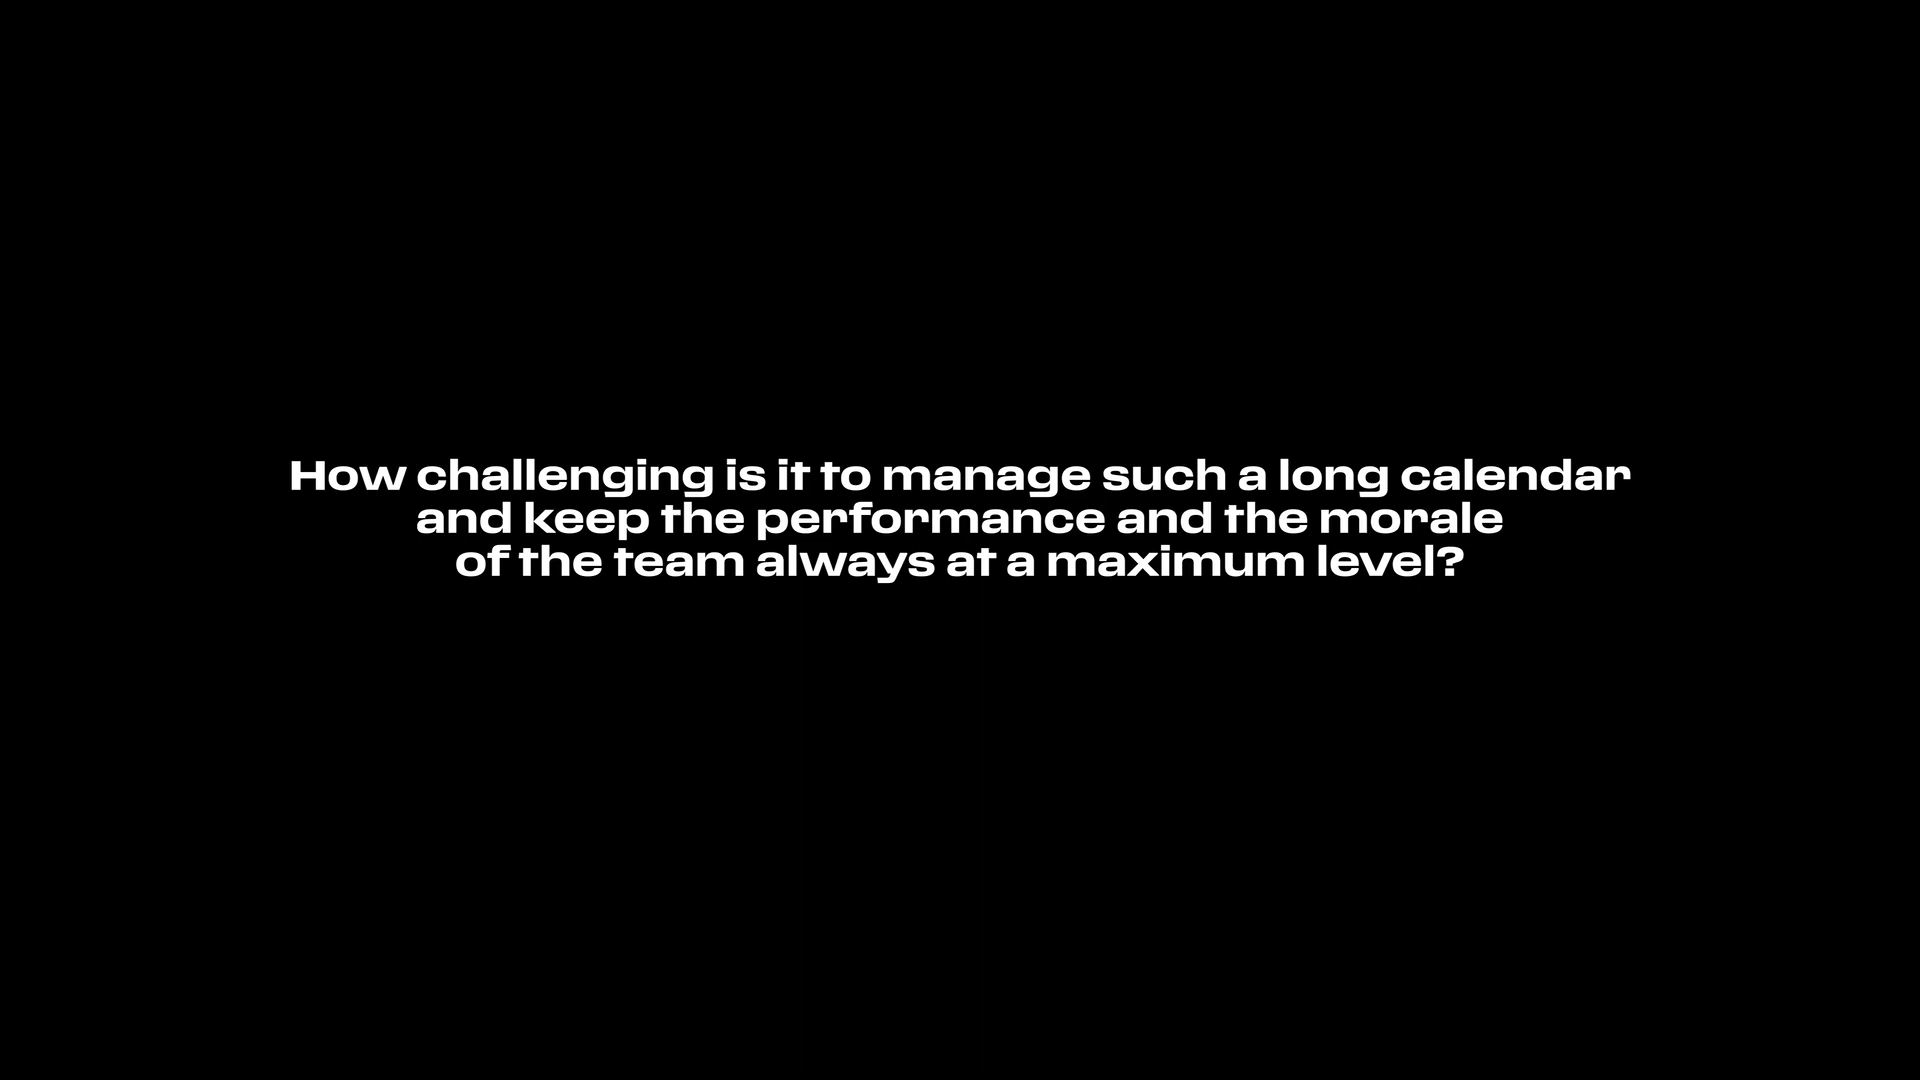 How challenging is it to manage such a long calendar
and keep the performance and the morale
of the team always at a maximum level?